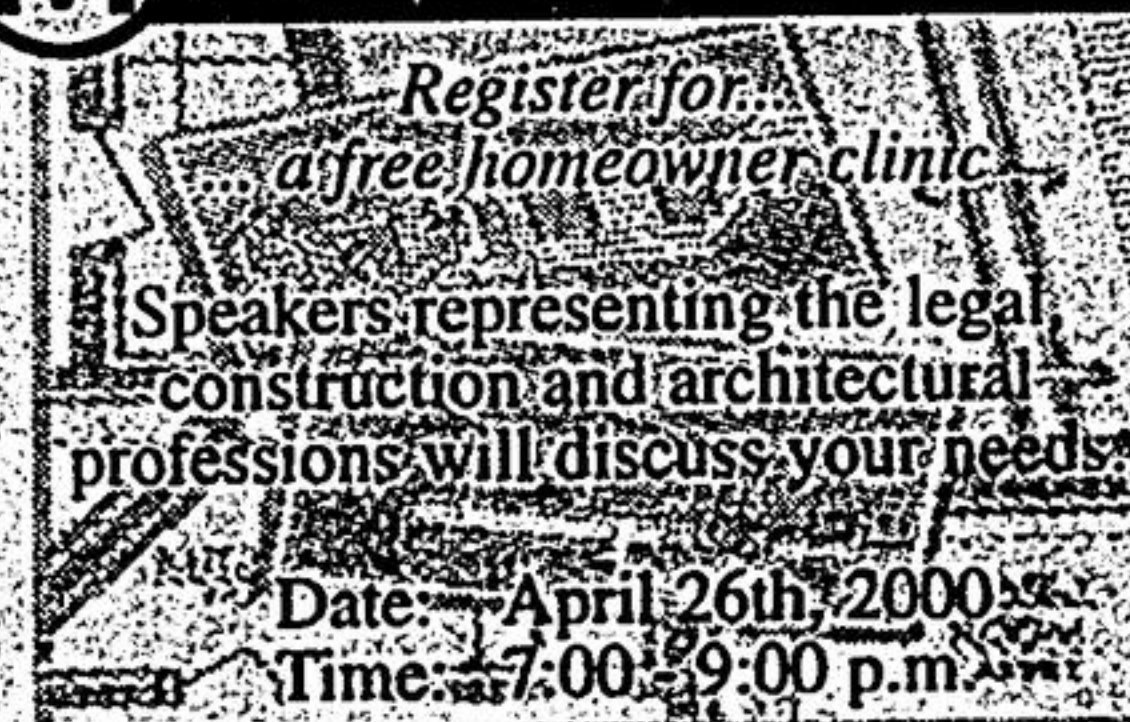 Register for...
... a free homeowner clinic
Speakers representing the legal,
construction and architectural
professions will discuss your needs.
Date: April 26th, 2000
Time: 7:00 - 9:00 p.m.